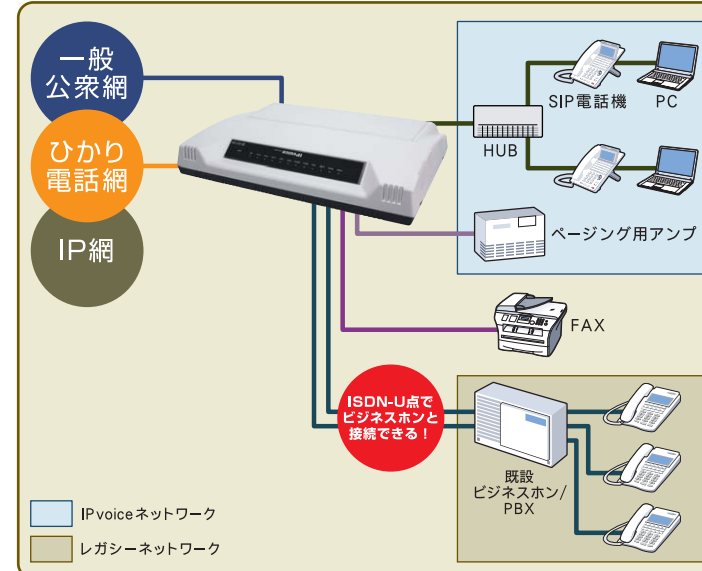 一般
公衆網
ひかり
電話網
IP網
IPvoice
SIP電話機
PC
HUB
ページング用アンプ
FAX
ISDN-U点で
ビジネスホンと
接続できる！
既設
ビジネスホン/
PBX
IPvoiceネットワーク
レガシーネットワーク